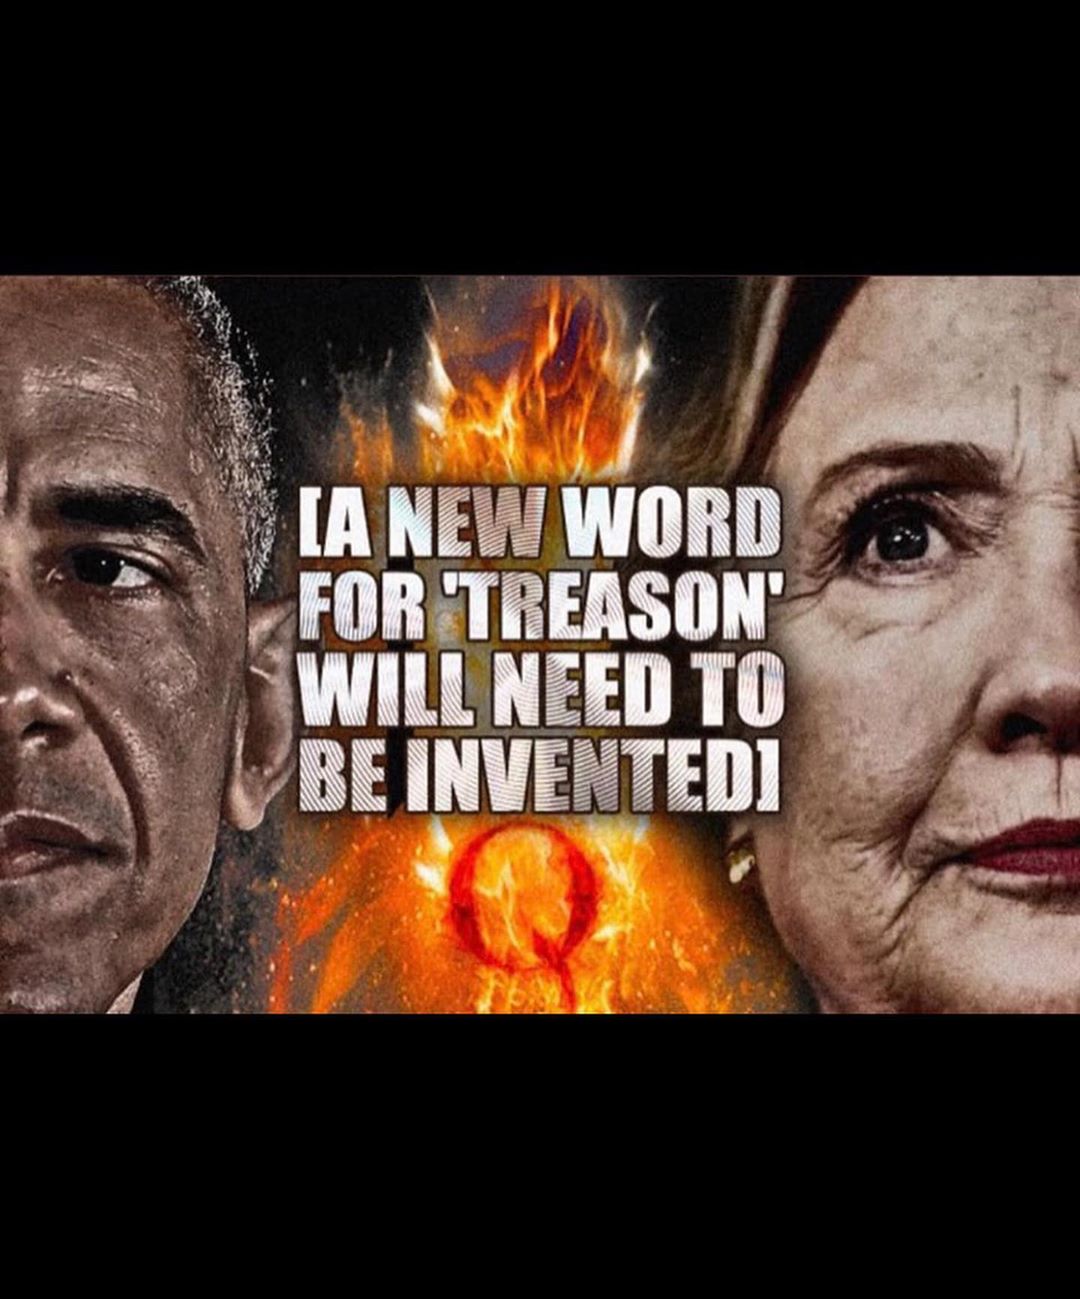 [A NEW WORD
FOR 'TREASON'
WILL NEED TO
BE INVENTED]
Q